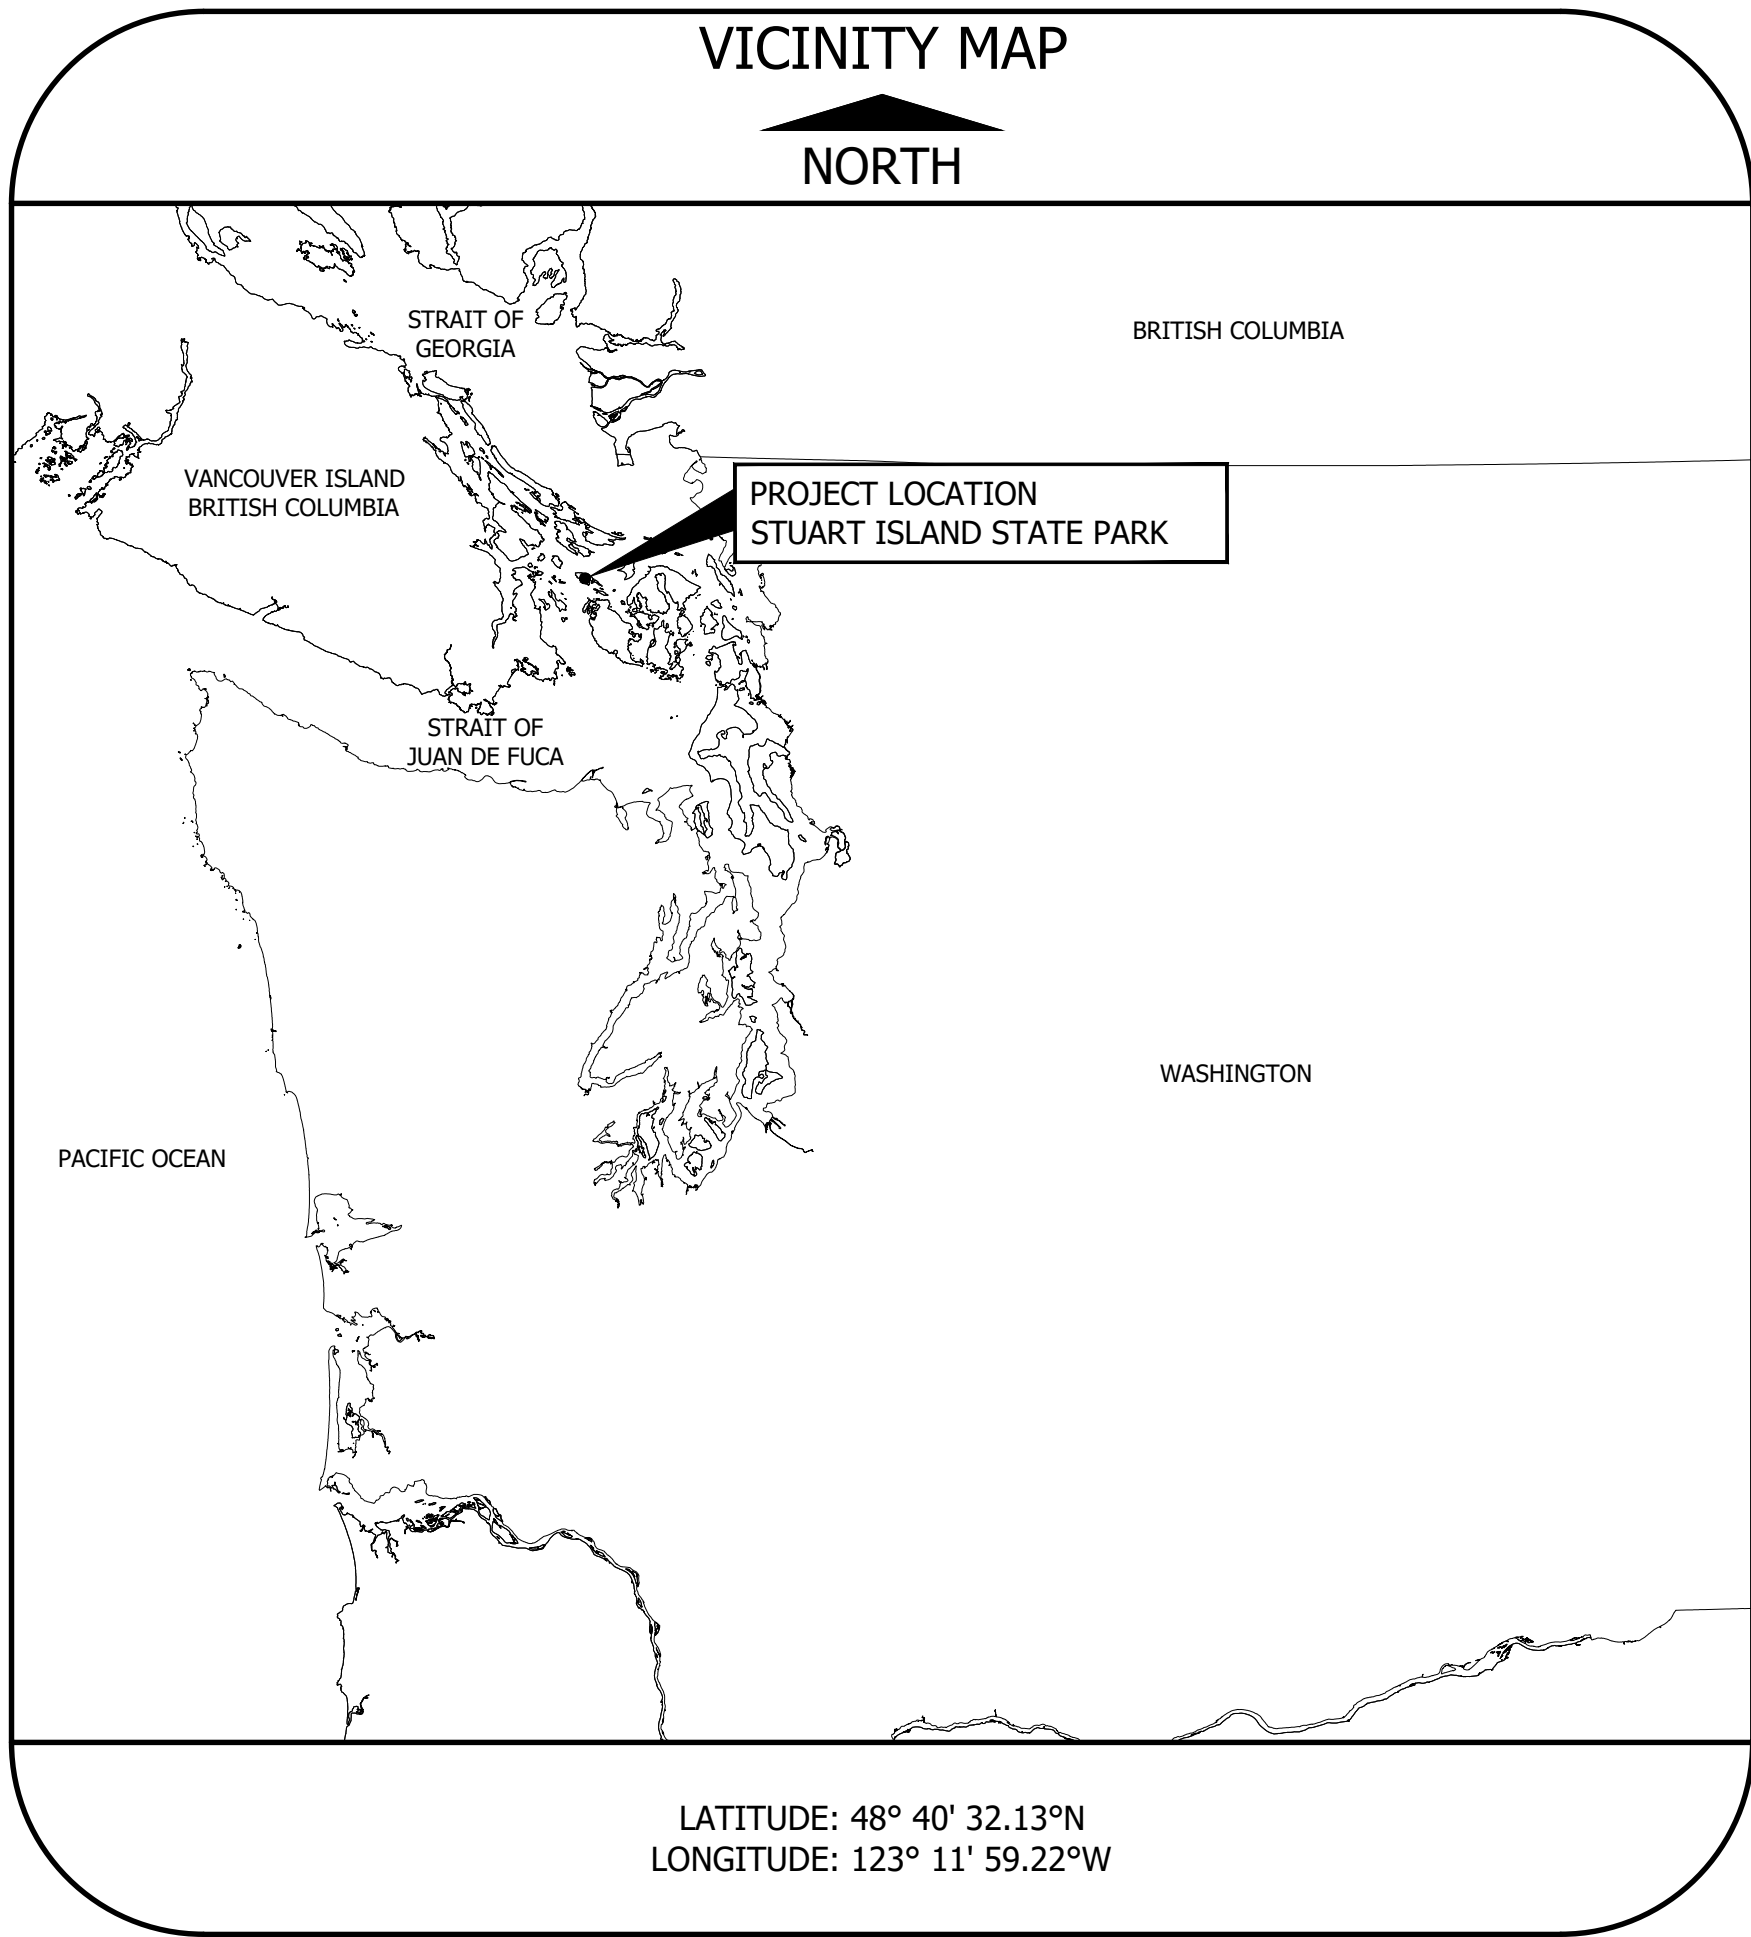 VICINITY MAP
NORTH
STRAIT OF
GEORGIA
BRITISH COLUMBIA
VANCOUVER ISLAND
BRITISH COLUMBIA
PROJECT LOCATION
STUART ISLAND STATE PARK
STRAIT OF
JUAN DE FUCA
WASHINGTON
PACIFIC OCEAN
LATITUDE: 48° 40' 32.13°N
LONGITUDE: 123° 11' 59.22°W